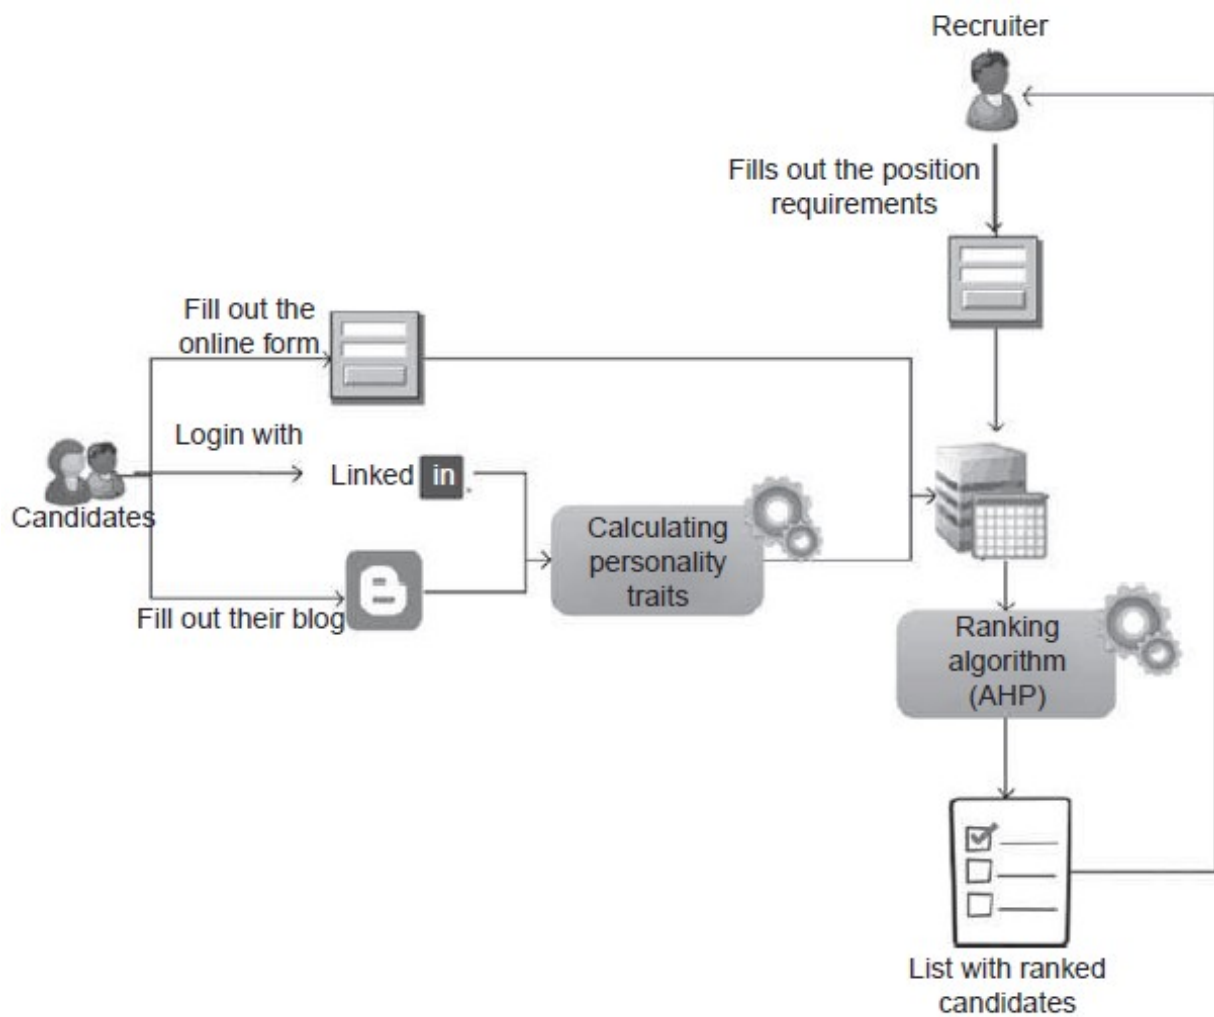 Recruiter
Fills out the position
requirements
Fill out the
online form
Login with
Linked in
Candidates
Calculating
personality
traits
Fill out their blog
Ranking
algorithm
(AHP)
List with ranked
candidates